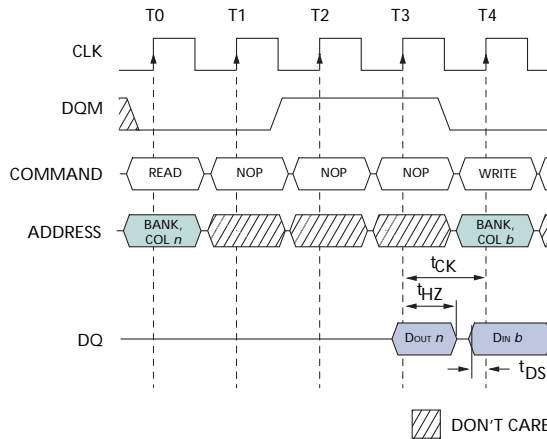 T0 T1 T2 T3 T4
CLK
DQM
COMMAND READ NOP NOP NOP WRITE
ADDRESS BANK, COL n BANK, COL b
tCK
tHZ
DQ DOUT n DIN b
tDS
DON'T CARE